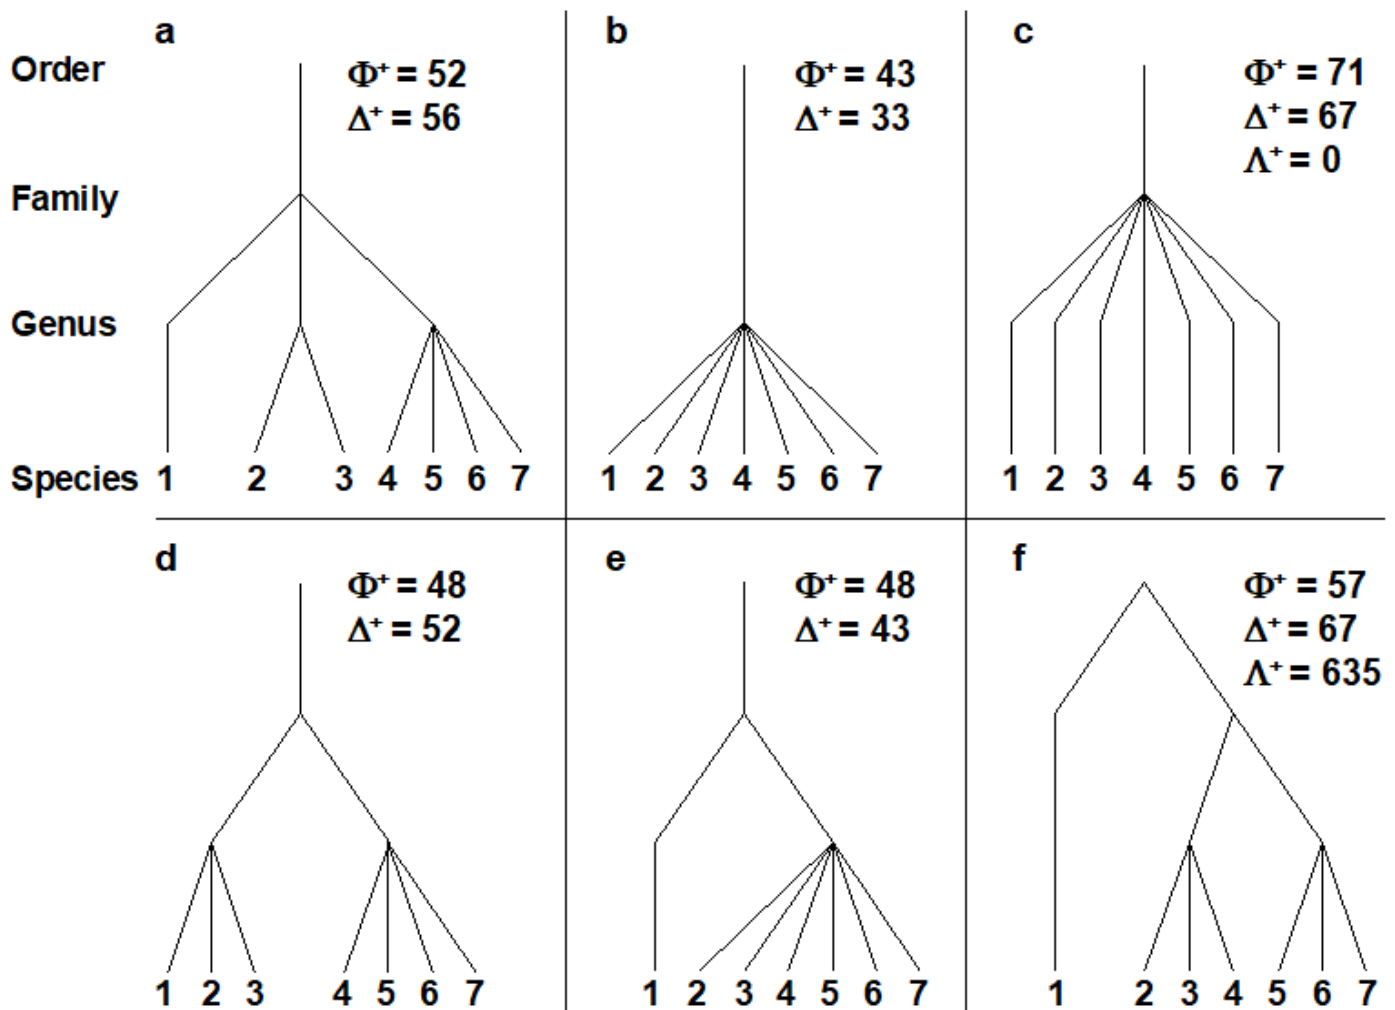 a
Φ⁺ = 52
Δ⁺ = 56
b
Φ⁺ = 43
Δ⁺ = 33
c
Φ⁺ = 71
Δ⁺ = 67
Λ⁺ = 0
Order
Family
Genus
Species
1 2 3 4 5 6 7
1 2 3 4 5 6 7
1 2 3 4 5 6 7
d
Φ⁺ = 48
Δ⁺ = 52
e
Φ⁺ = 48
Δ⁺ = 43
f
Φ⁺ = 57
Δ⁺ = 67
Λ⁺ = 635
1 2 3 4 5 6 7
1 2 3 4 5 6 7
1 2 3 4 5 6 7